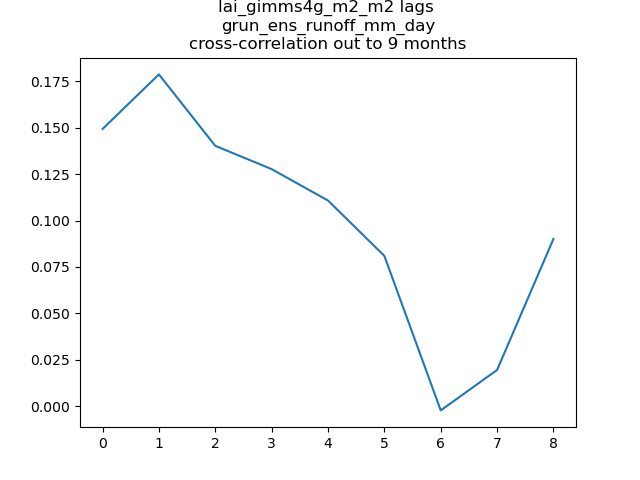 lai_gimms4g_m2_m2 lags
grun_ens_runoff_mm_day
cross-correlation out to 9 months
0.175
0.150
0.125
0.100
0.075
0.050
0.025
0.000
0 1 2 3 4 5 6 7 8